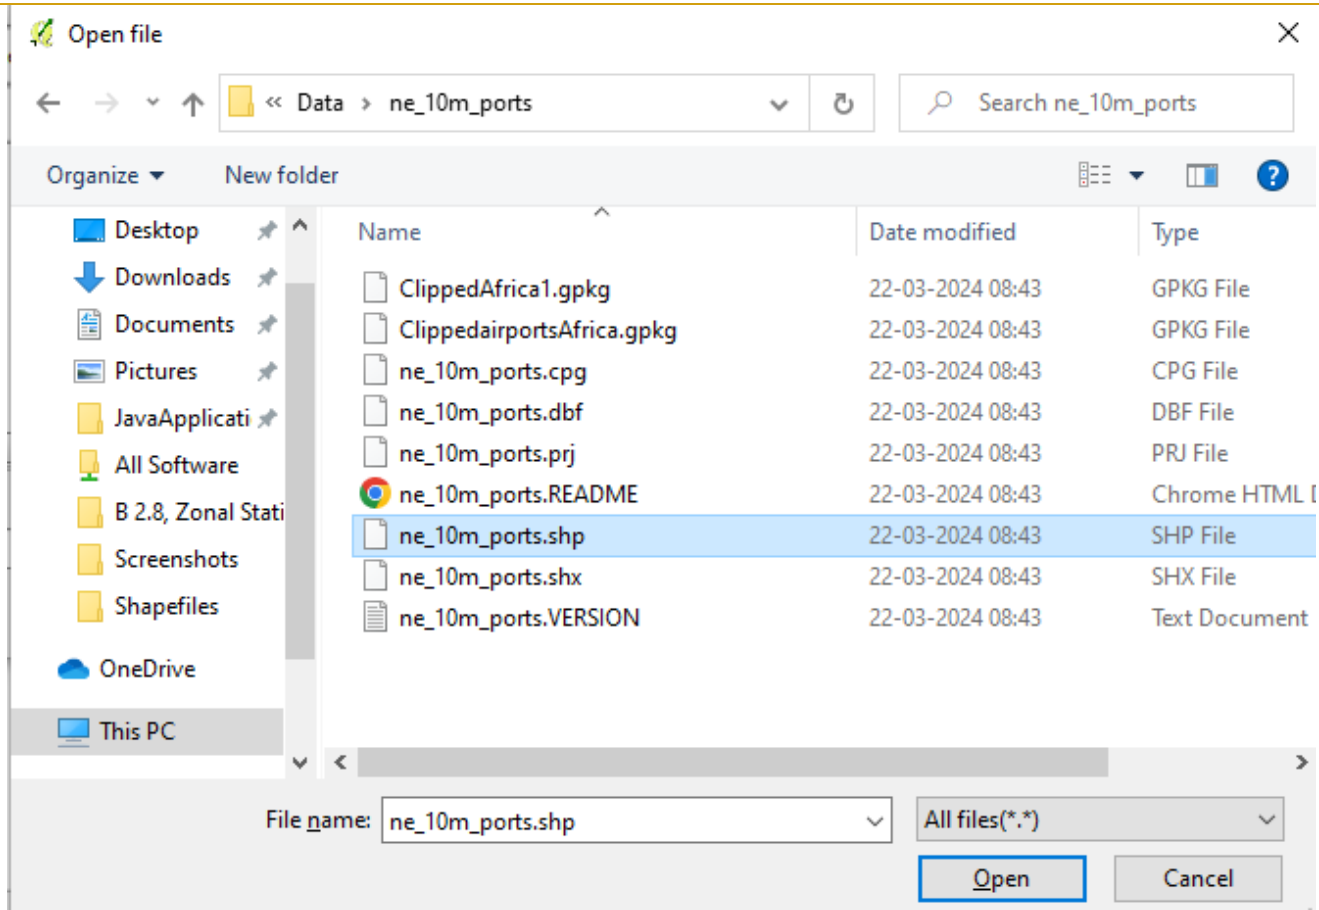 Open file
« Data > ne_10m_ports
Search ne_10m_ports
Organize
New folder
Desktop
Downloads
Documents
Pictures
JavaApplicati
All Software
B 2.8, Zonal Stati
Screenshots
Shapefiles
OneDrive
This PC
Name Date modified Type
ClippedAfrica1.gpkg 22-03-2024 08:43 GPKG File
ClippedairportsAfrica.gpkg 22-03-2024 08:43 GPKG File
ne_10m_ports.cpg 22-03-2024 08:43 CPG File
ne_10m_ports.dbf 22-03-2024 08:43 DBF File
ne_10m_ports.prj 22-03-2024 08:43 PRJ File
ne_10m_ports.README 22-03-2024 08:43 Chrome HTML D
ne_10m_ports.shp 22-03-2024 08:43 SHP File
ne_10m_ports.shx 22-03-2024 08:43 SHX File
ne_10m_ports.VERSION 22-03-2024 08:43 Text Document
File name: ne_10m_ports.shp All files(*.*)
Open Cancel